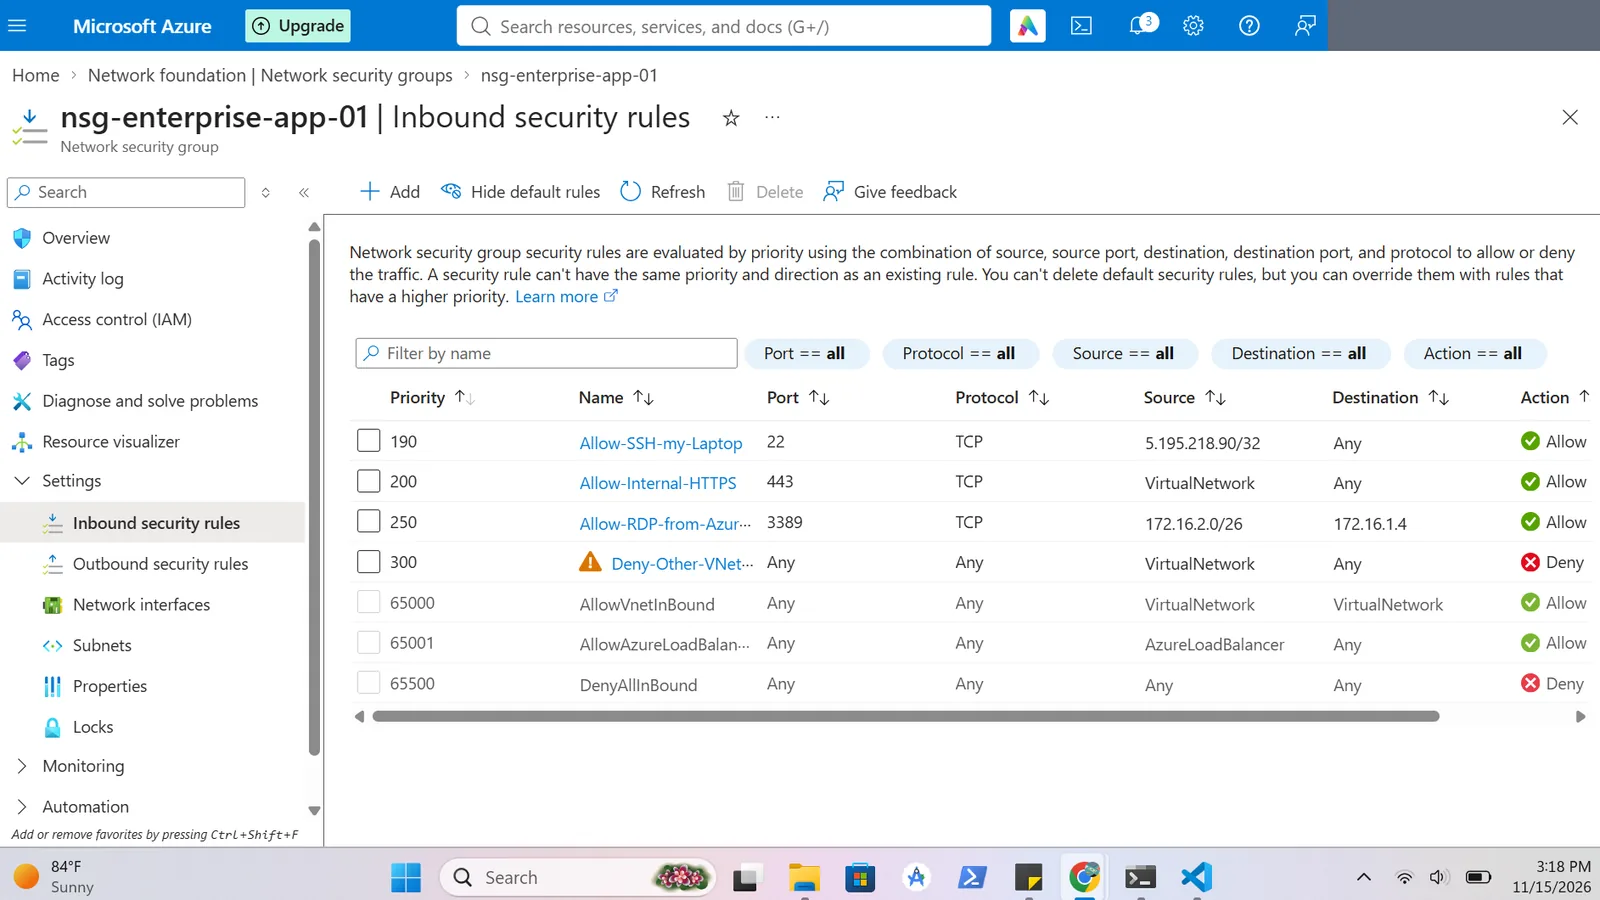 Microsoft Azure
Upgrade
Search resources, services, and docs (G+/)
3
Home > Network foundation | Network security groups > nsg-enterprise-app-01
nsg-enterprise-app-01 | Inbound security rules
Network security group
Search
Add
Hide default rules
Refresh
Delete
Give feedback
Overview
Activity log
Access control (IAM)
Tags
Diagnose and solve problems
Resource visualizer
Settings
Inbound security rules
Outbound security rules
Network interfaces
Subnets
Properties
Locks
Monitoring
Automation
Add or remove favorites by pressing Ctrl+Shift+F
Network security group security rules are evaluated by priority using the combination of source, source port, destination, destination port, and protocol to allow or deny
the traffic. A security rule can't have the same priority and direction as an existing rule. You can't delete default security rules, but you can override them with rules that
have a higher priority. Learn more
Filter by name
Port == all
Protocol == all
Source == all
Destination == all
Action == all
Priority Name Port Protocol Source Destination Action
190 Allow-SSH-my-Laptop 22 TCP 5.195.218.90/32 Any Allow
200 Allow-Internal-HTTPS 443 TCP VirtualNetwork Any Allow
250 Allow-RDP-from-Azur··· 3389 TCP 172.16.2.0/26 172.16.1.4 Allow
300 Deny-Other-VNet··· Any Any VirtualNetwork Any Deny
65000 AllowVnetInBound Any Any VirtualNetwork VirtualNetwork Allow
65001 AllowAzureLoadBalan··· Any Any AzureLoadBalancer Any Allow
65500 DenyAllInBound Any Any Any Any Deny
84°F
Sunny
Search
3:18 PM
11/15/2026